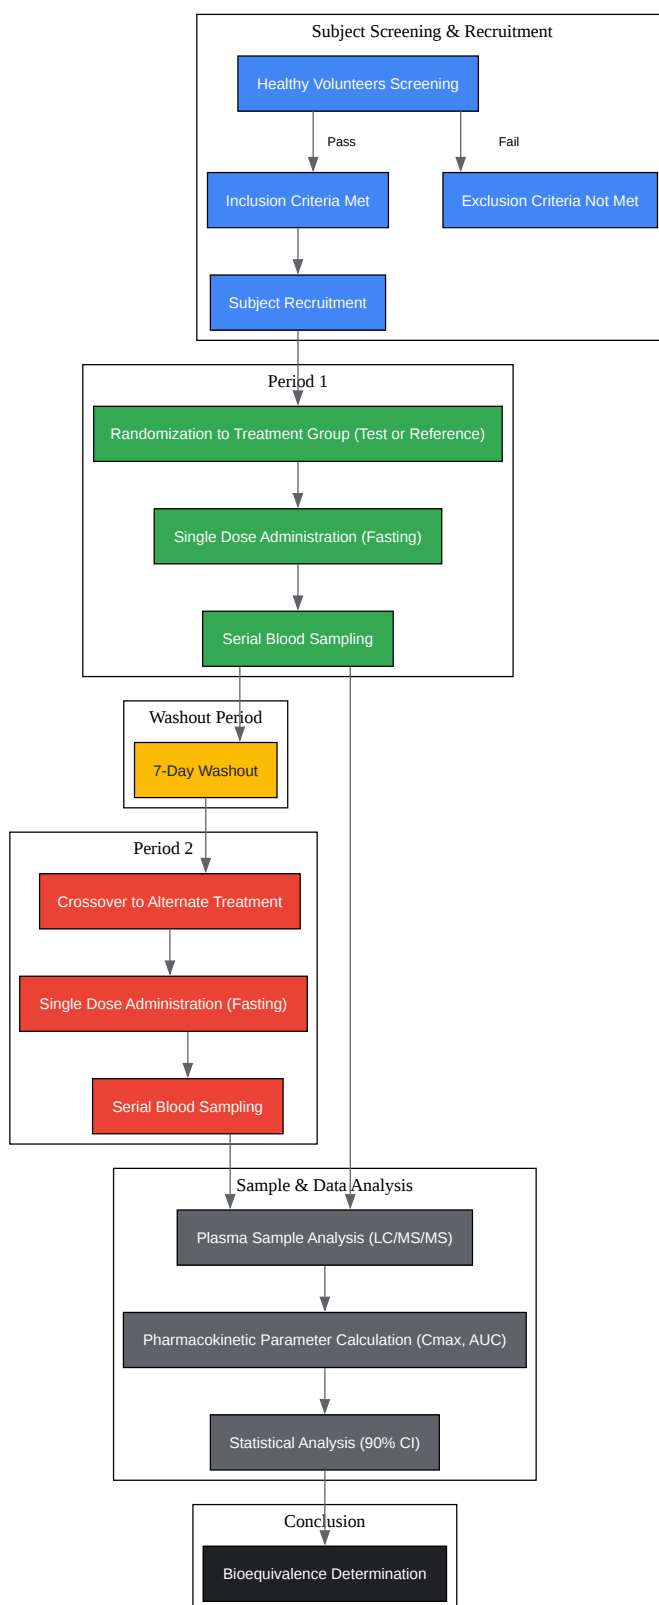 Subject Screening & Recruitment
Healthy Volunteers Screening
Pass
Fail
Inclusion Criteria Met
Exclusion Criteria Not Met
Subject Recruitment
Period 1
Randomization to Treatment Group (Test or Reference)
Single Dose Administration (Fasting)
Serial Blood Sampling
Washout Period
7-Day Washout
Period 2
Crossover to Alternate Treatment
Single Dose Administration (Fasting)
Serial Blood Sampling
Sample & Data Analysis
Plasma Sample Analysis (LC/MS/MS)
Pharmacokinetic Parameter Calculation (Cmax, AUC)
Statistical Analysis (90% CI)
Conclusion
Bioequivalence Determination